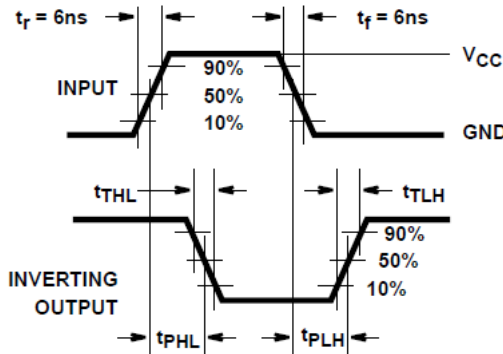 tr = 6ns
tf = 6ns
VCC
INPUT
90%
50%
10%
GND
tTHL
tTLH
90%
50%
10%
INVERTING
OUTPUT
tPHL
tPLH